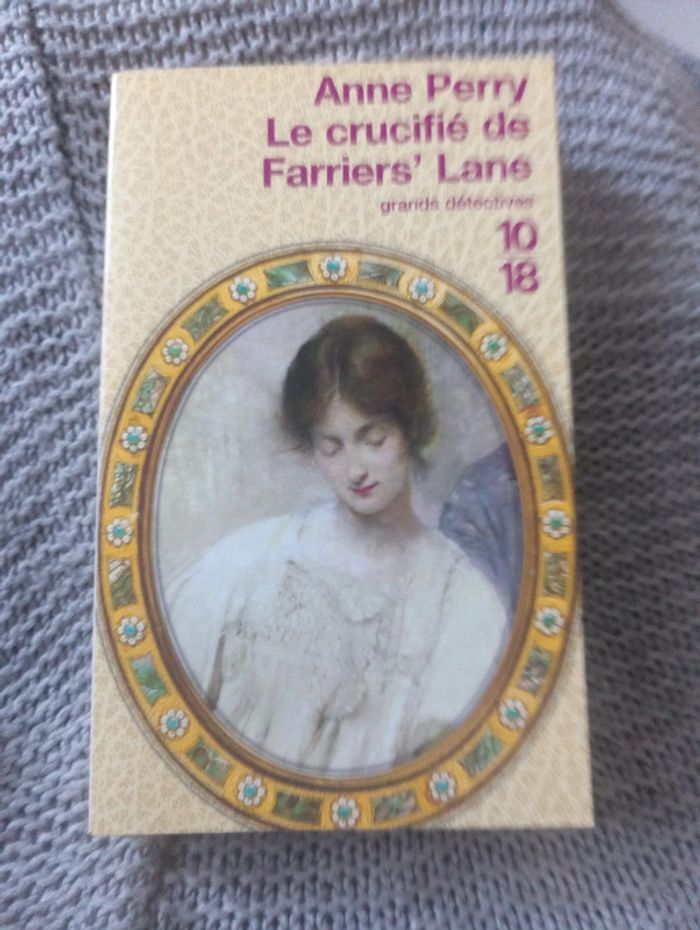 Anne Perry
Le crucifié de
Farriers' Lane
grands détectives
10
18